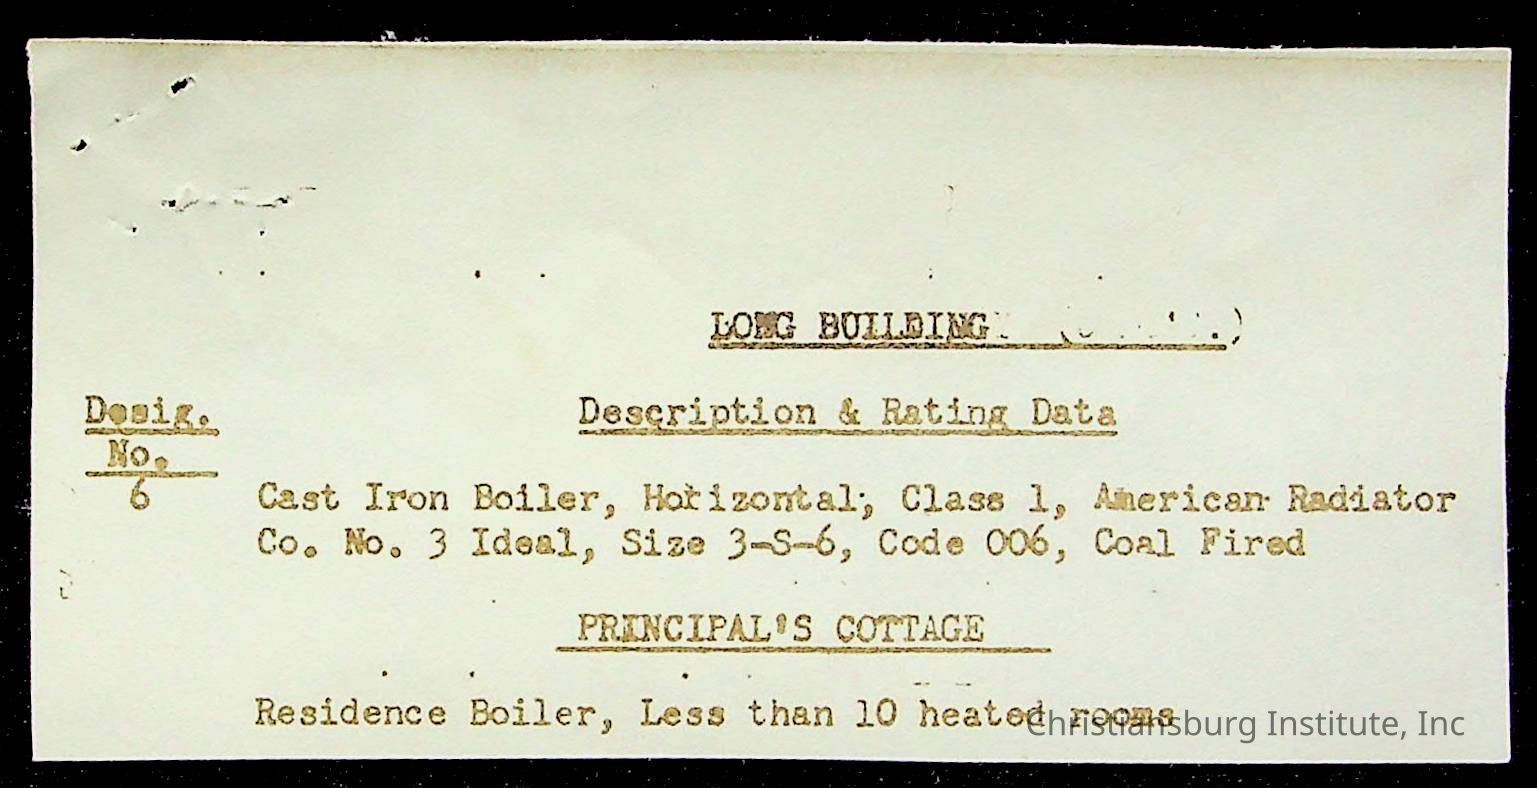 LONG BUILDING
Desig.
No.
Description & Rating Data
6 Cast Iron Boiler, Horizontal; Class 1, American Radiator
Co. No. 3 Ideal, Size 3-S-6, Code 006, Coal Fired
PRINCIPAL'S COTTAGE
Residence Boiler, Less than 10 heated rooms
Christiansburg Institute, Inc